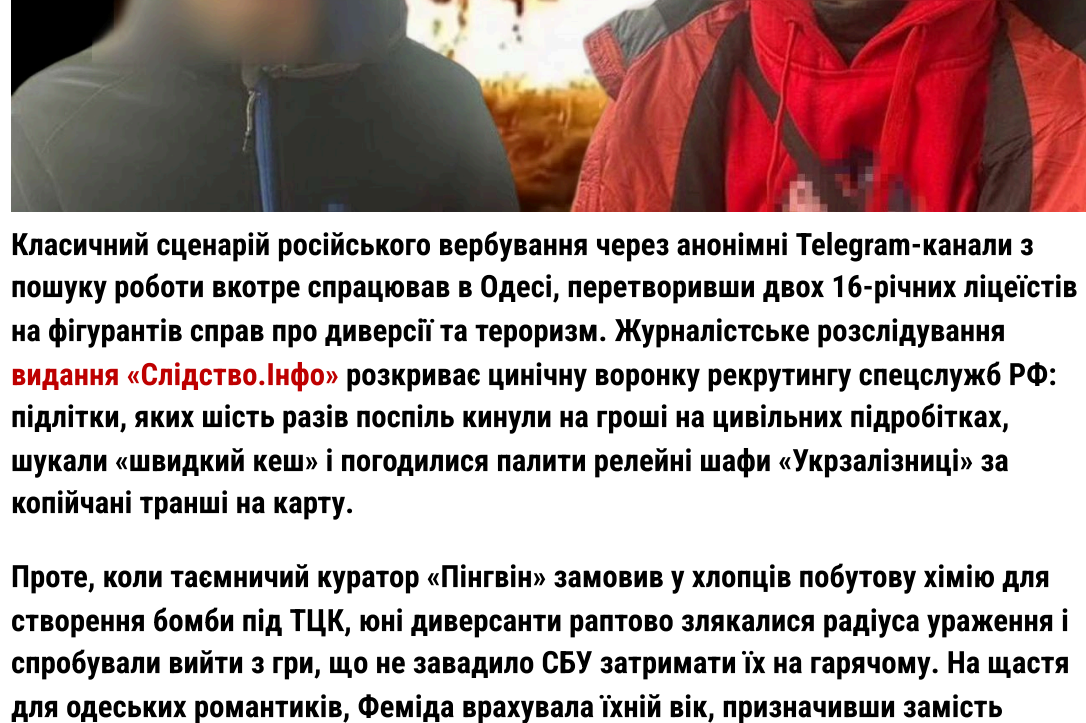 Класичний сценарій російського вербування через анонімні Telegram-канали з
пошуку роботи вкотре спрацював в Одесі, перетворивши двох 16-річних ліцеїстів
на фігурантів справ про диверсії та тероризм. Журналістське розслідування
видання «Слідство.Інфо» розкриває цинічну воронку рекрутингу спецслужб РФ:
підлітки, яких шість разів поспіль кинули на гроші на цивільних підробітках,
шукали «швидкий кеш» і погодилися палити релейні шафи «Укрзалізниці» за
копійчані транші на карту.
Проте, коли таємничий куратор «Пінгвін» замовив у хлопців побутову хімію для
створення бомби під ТЦК, юні диверсанти раптово злякалися радіуса ураження і
спробували вийти з гри, що не завадило СБУ затримати їх на гарячому. На щастя
для одеських романтиків, Феміда врахувала їхній вік, призначивши замість